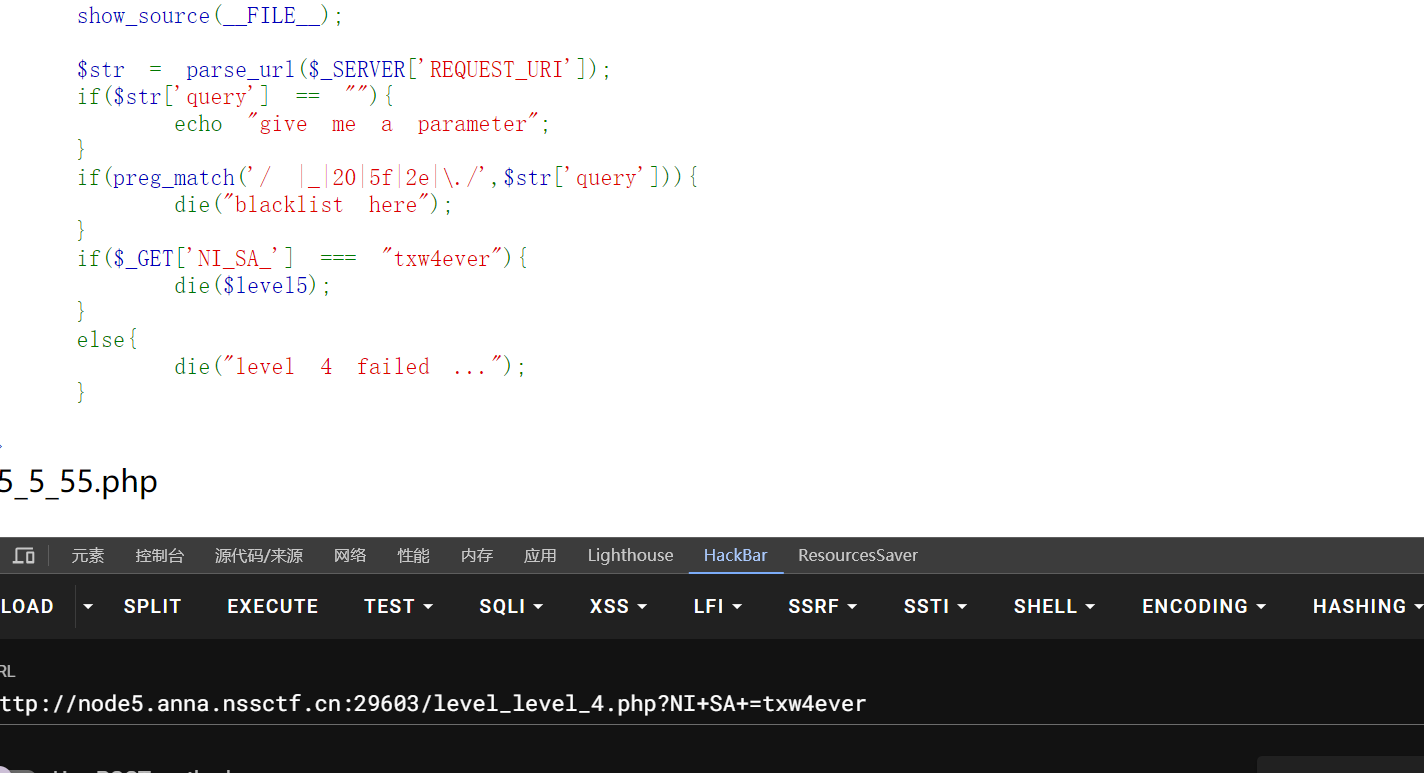 show_source(__FILE__);
$str = parse_url($_SERVER['REQUEST_URI']);
if($str['query'] == ""){
echo "give me a parameter";
}
if(preg_match('/ |_|20|5f|2e|\./',$str['query'])){
die("blacklist here");
}
if($_GET['NI_SA_'] === "txw4ever"){
die($level5);
}
else{
die("level 4 failed ...");
}
5_5_55.php
元素 控制台 源代码/来源 网络 性能 内存 应用 Lighthouse HackBar ResourcesSaver
LOAD SPLIT EXECUTE TEST SQLI XSS LFI SSRF SSTI SHELL ENCODING HASHING
RL
ttp://node5.anna.nssctf.cn:29603/level_level_4.php?NI+SA+=txw4ever